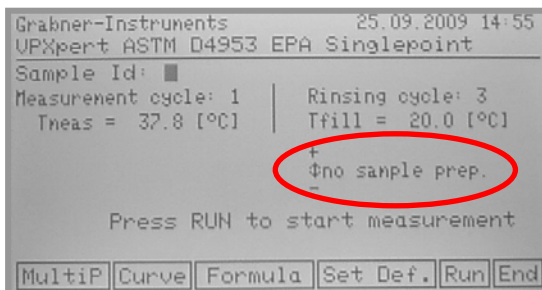 Grabner-Instruments 25.09.2009 14:55
VPXpert ASTM D4953 EPA Singlepoint
Sample Id:
Measurement cycle: 1 Rinsing cycle: 3
Tmeas = 37.8 [°C] Tfill = 20.0 [°C]
+
Φno sample prep.
-
Press RUN to start measurement
MultiP Curve Formula Set Def. Run End